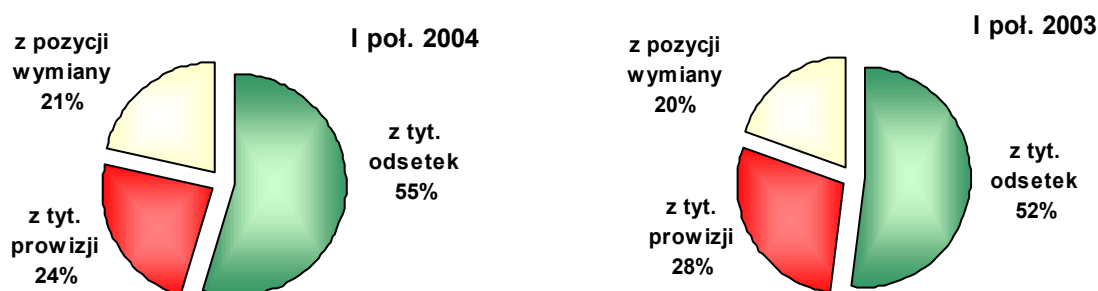 I poł. 2004
z pozycji
wymiany
21%
z tyt.
odsetek
55%
z tyt.
prowizji
24%
I poł. 2003
z pozycji
wymiany
20%
z tyt.
odsetek
52%
z tyt.
prowizji
28%